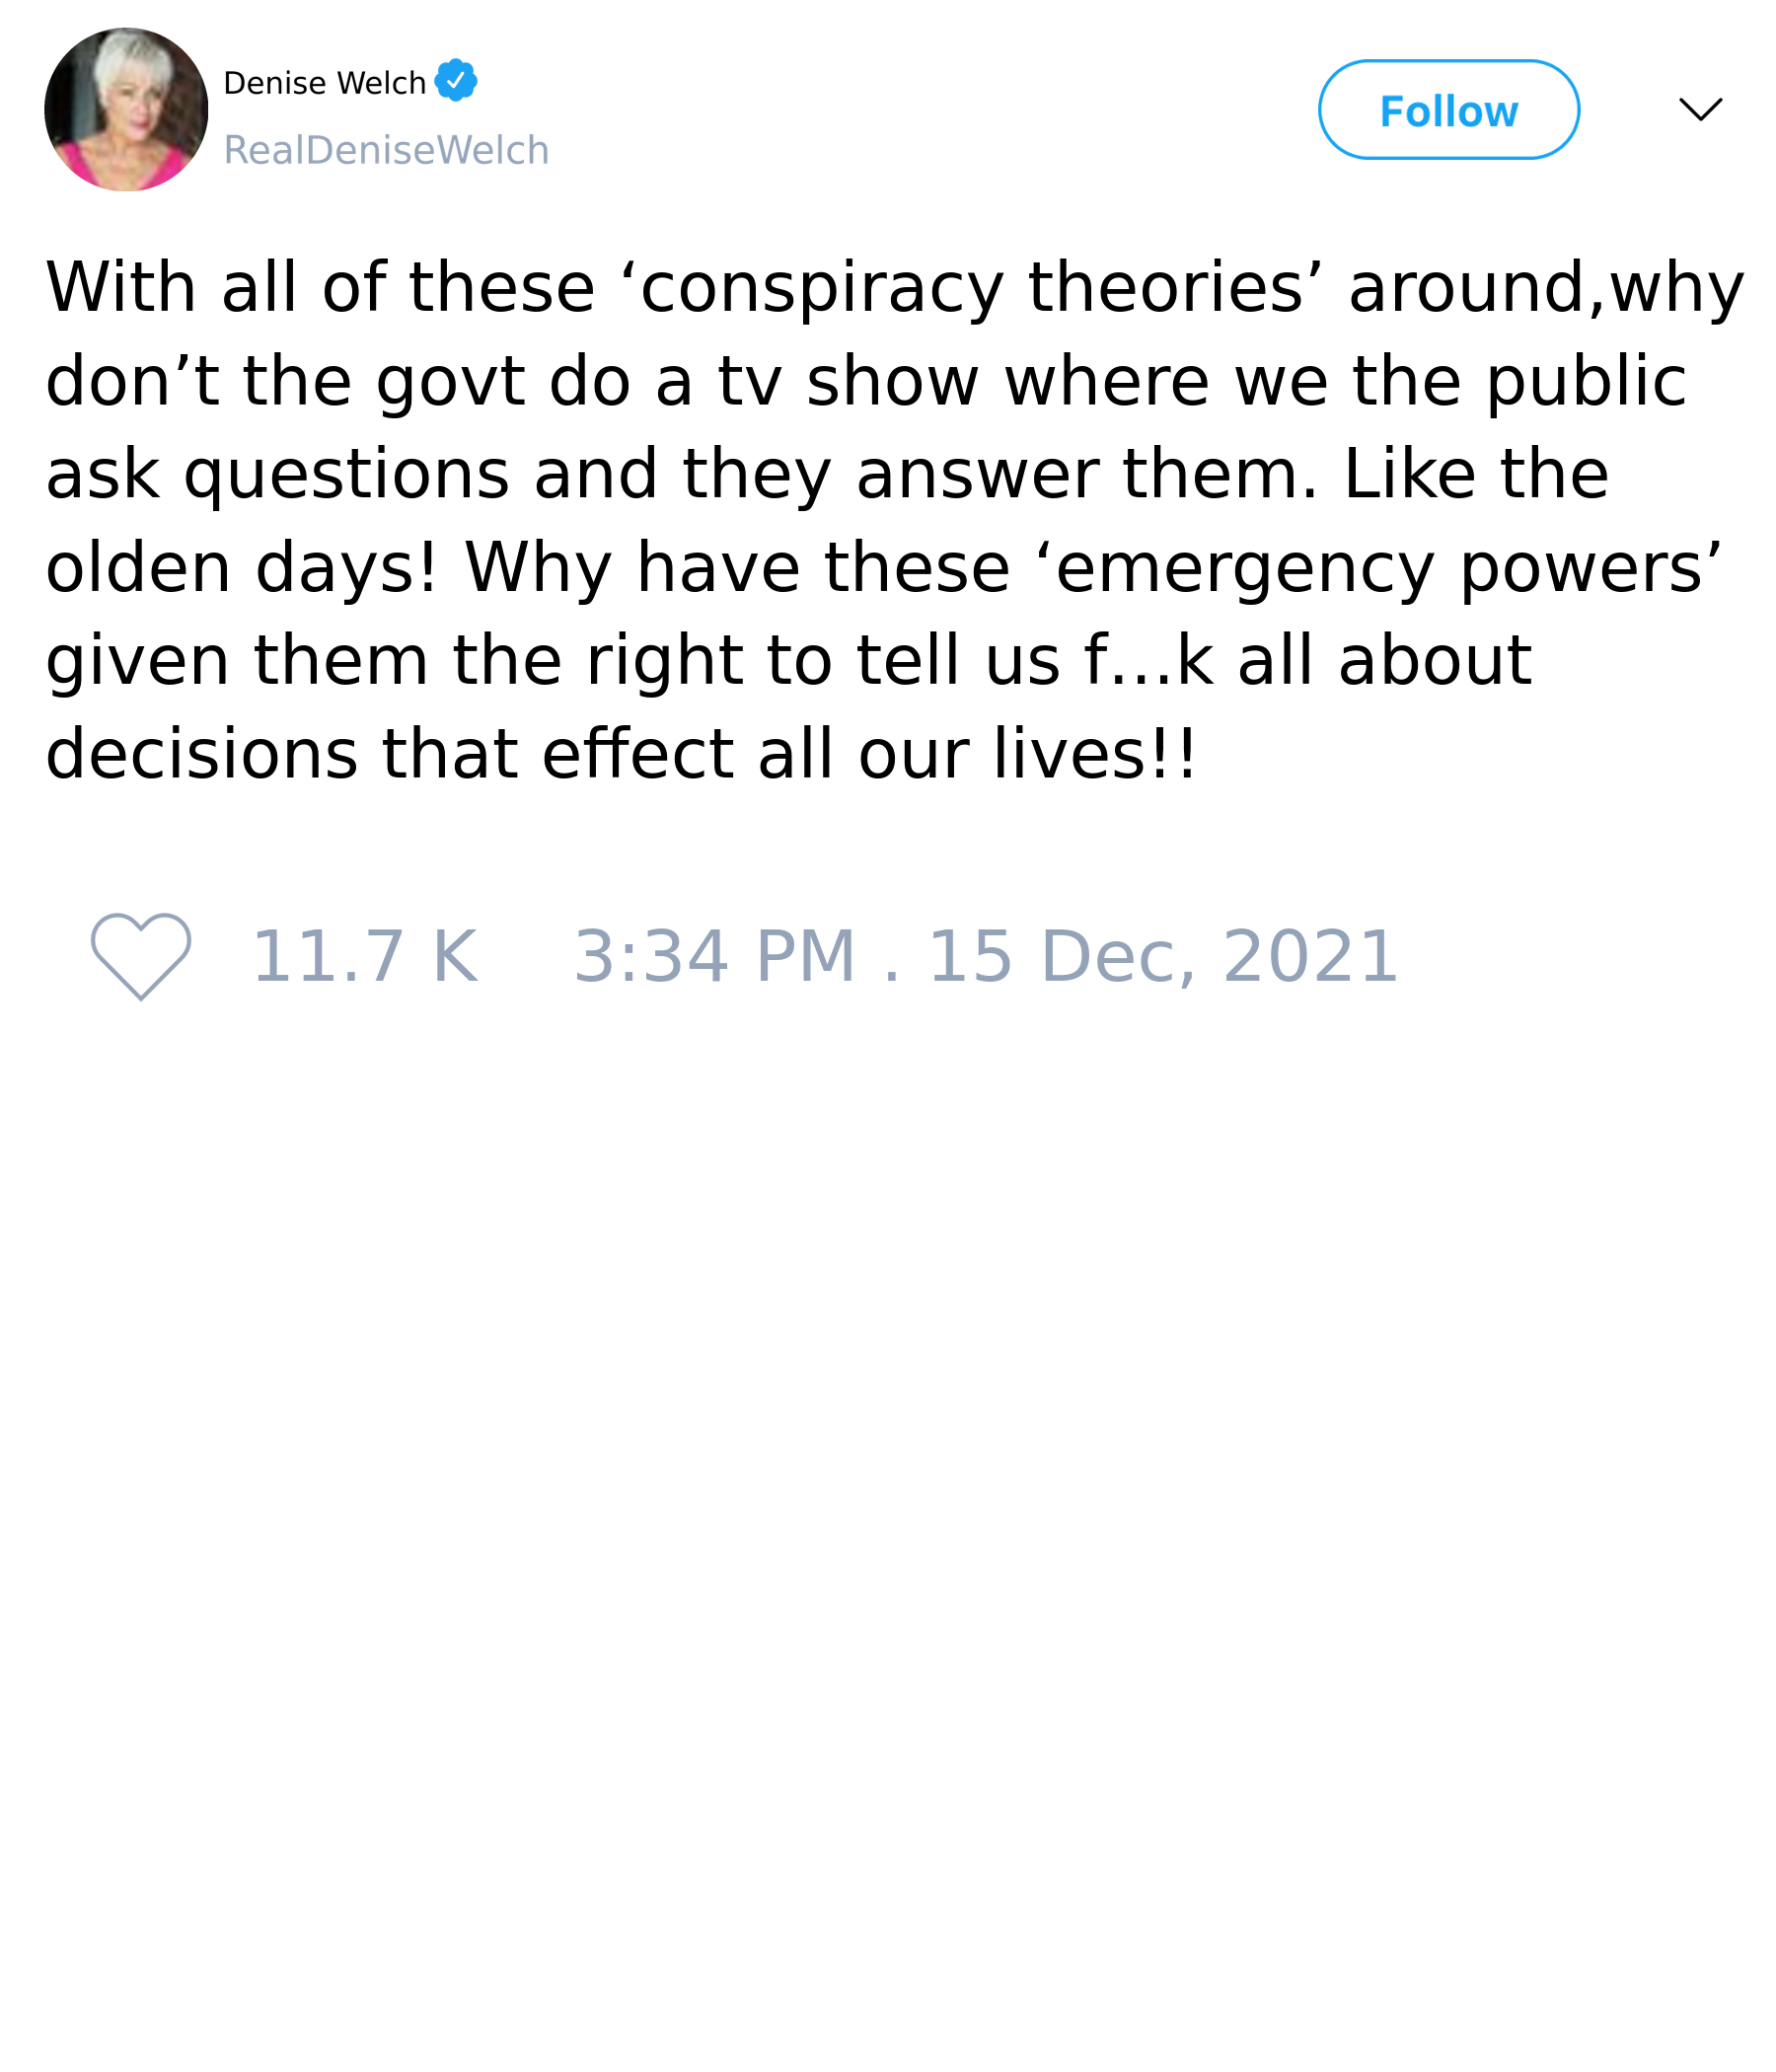 Denise Welch
RealDeniseWelch
Follow
With all of these ‘conspiracy theories’ around,why
don’t the govt do a tv show where we the public
ask questions and they answer them. Like the
olden days! Why have these ‘emergency powers’
given them the right to tell us f...k all about
decisions that effect all our lives!!
11.7 K 3:34 PM . 15 Dec, 2021